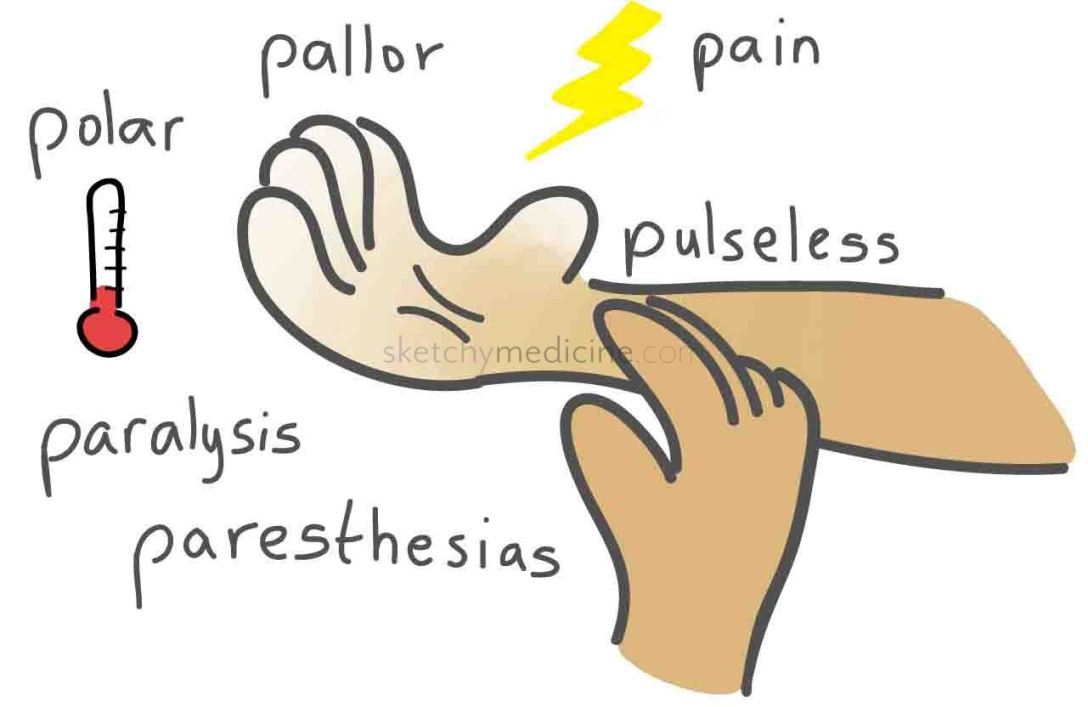 pallor
pain
polar
pulseless
sketchymedicine.com
paralysis
paresthesias